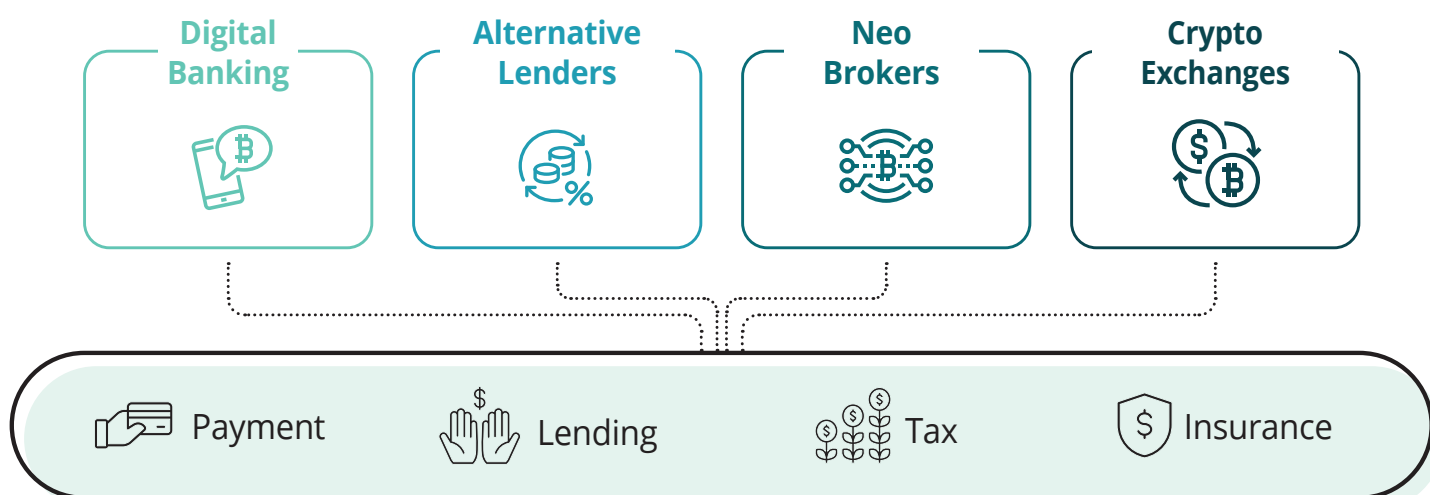 Digital
Banking
Alternative
Lenders
Neo
Brokers
Crypto
Exchanges
Payment
Lending
Tax
Insurance